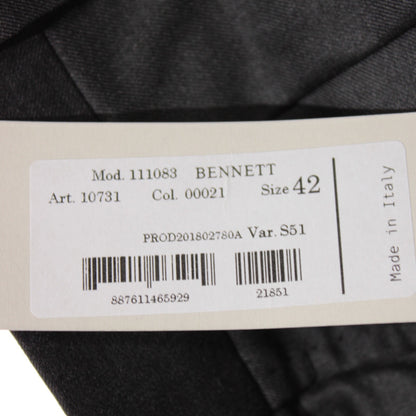 Mod. 111083 BENNETT
Art. 10731 Col. 00021 Size 42
PROD201802780A Var. S51
887611465929 21851
Made in Italy